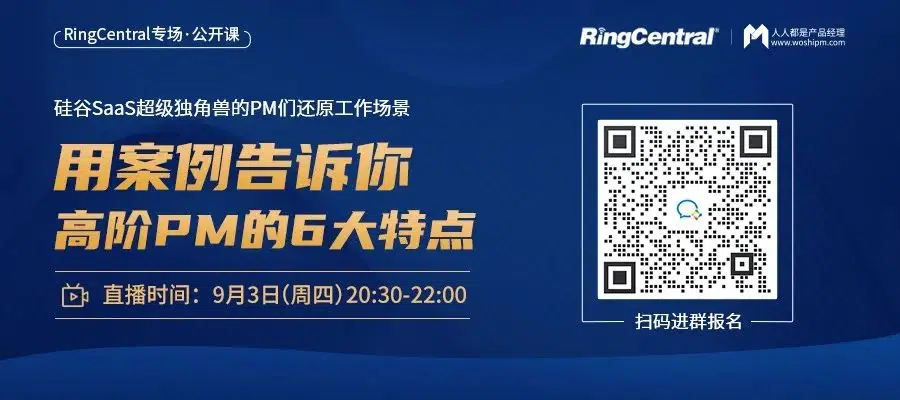 RingCentral专场·公开课
RingCentral®
人人都是产品经理
www.woshipm.com
硅谷SaaS超级独角兽的PM们还原工作场景
用案例告诉你
高阶PM的6大特点
直播时间：9月3日(周四)20:30-22:00
扫码进群报名